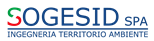 SOGESID SPA
INGEGNERIA TERRITORIO AMBIENTE